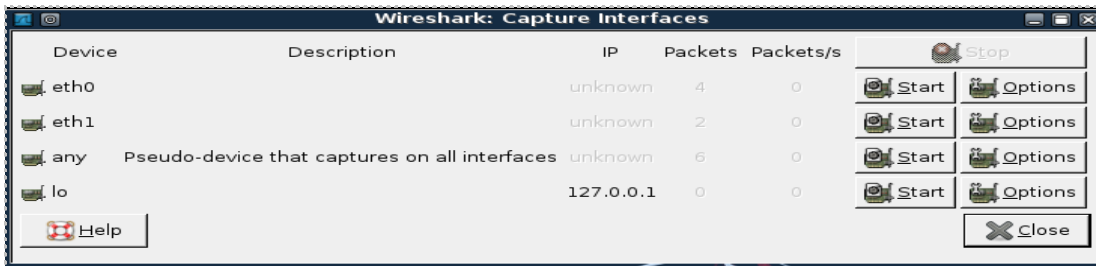 Wireshark: Capture Interfaces
Device Description IP Packets Packets/s Stop
eth0 unknown 4 0 Start Options
eth1 unknown 2 0 Start Options
any Pseudo-device that captures on all interfaces unknown 6 0 Start Options
lo 127.0.0.1 0 0 Start Options
Help Close